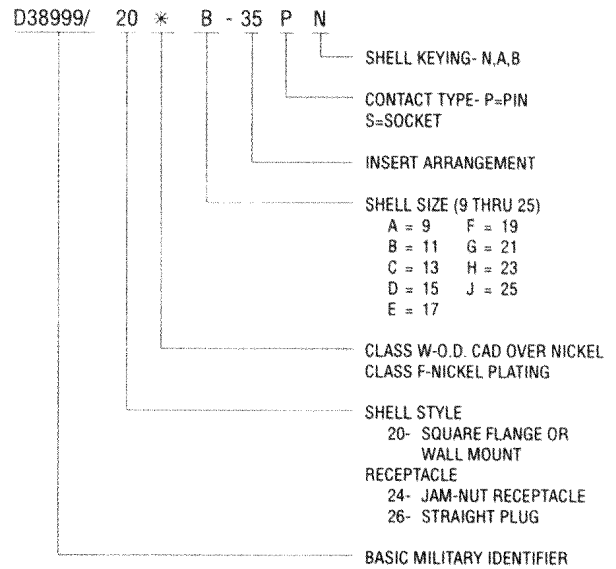 D38999/ 20 * B - 35 P N
SHELL KEYING- N,A,B
CONTACT TYPE- P=PIN
S=SOCKET
INSERT ARRANGEMENT
SHELL SIZE (9 THRU 25)
A = 9 F = 19
B = 11 G = 21
C = 13 H = 23
D = 15 J = 25
E = 17
CLASS W-O.D. CAD OVER NICKEL
CLASS F-NICKEL PLATING
SHELL STYLE
20- SQUARE FLANGE OR
WALL MOUNT
RECEPTACLE
24- JAM-NUT RECEPTACLE
26- STRAIGHT PLUG
BASIC MILITARY IDENTIFIER